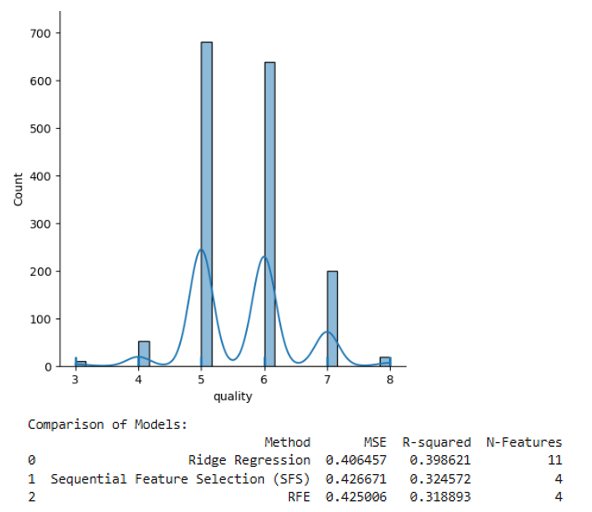 700
600
500
400
300
200
100
0
Count
3 4 5 6 7 8
quality
Comparison of Models:
Method MSE R-squared N-Features
0 Ridge Regression 0.406457 0.398621 11
1 Sequential Feature Selection (SFS) 0.426671 0.324572 4
2 RFE 0.425006 0.318893 4